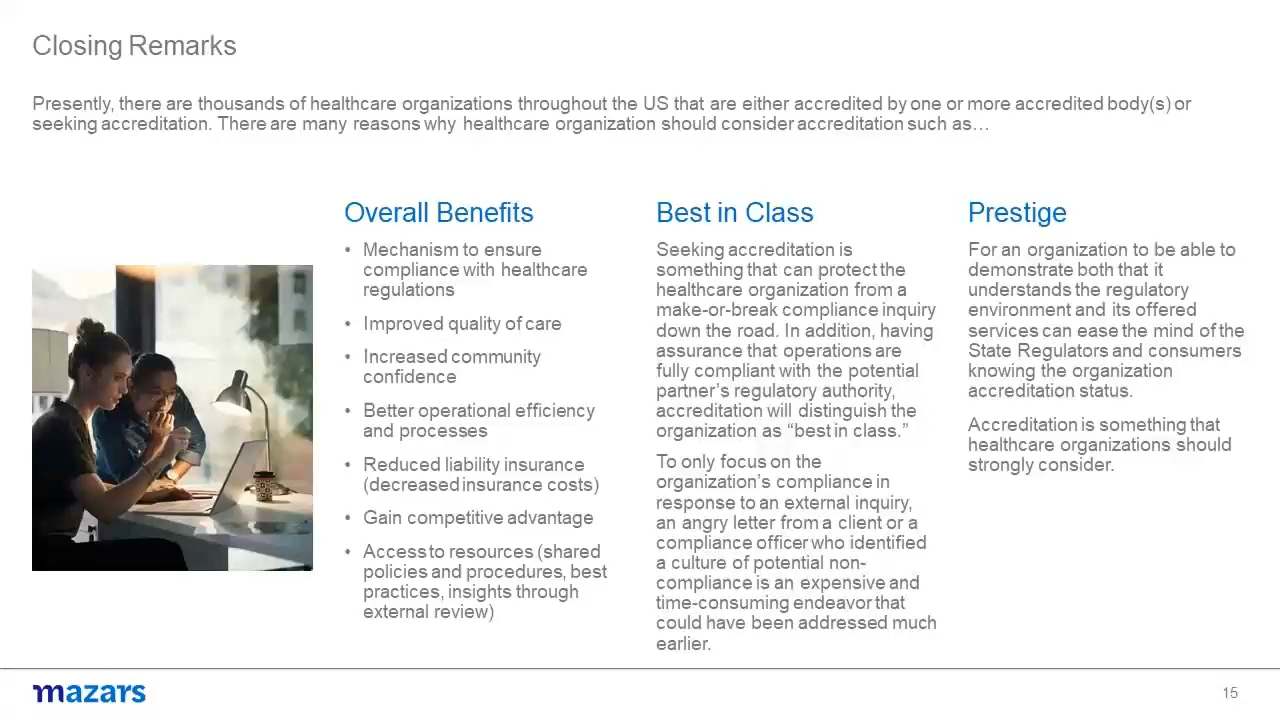 Closing Remarks
Presently, there are thousands of healthcare organizations throughout the US that are either accredited by one or more accredited body(s) or
seeking accreditation. There are many reasons why healthcare organization should consider accreditation such as…
Overall Benefits
• Mechanism to ensure
compliance with healthcare
regulations
• Improved quality of care
• Increased community
confidence
• Better operational efficiency
and processes
• Reduced liability insurance
(decreased insurance costs)
• Gain competitive advantage
• Access to resources (shared
policies and procedures, best
practices, insights through
external review)
Best in Class
Seeking accreditation is
something that can protect the
healthcare organization from a
make-or-break compliance inquiry
down the road. In addition, having
assurance that operations are
fully compliant with the potential
partner’s regulatory authority,
accreditation will distinguish the
organization as “best in class.”
To only focus on the
organization’s compliance in
response to an external inquiry,
an angry letter from a client or a
compliance officer who identified
a culture of potential non-
compliance is an expensive and
time-consuming endeavor that
could have been addressed much
earlier.
Prestige
For an organization to be able to
demonstrate both that it
understands the regulatory
environment and its offered
services can ease the mind of the
State Regulators and consumers
knowing the organization
accreditation status.
Accreditation is something that
healthcare organizations should
strongly consider.
mazars
15